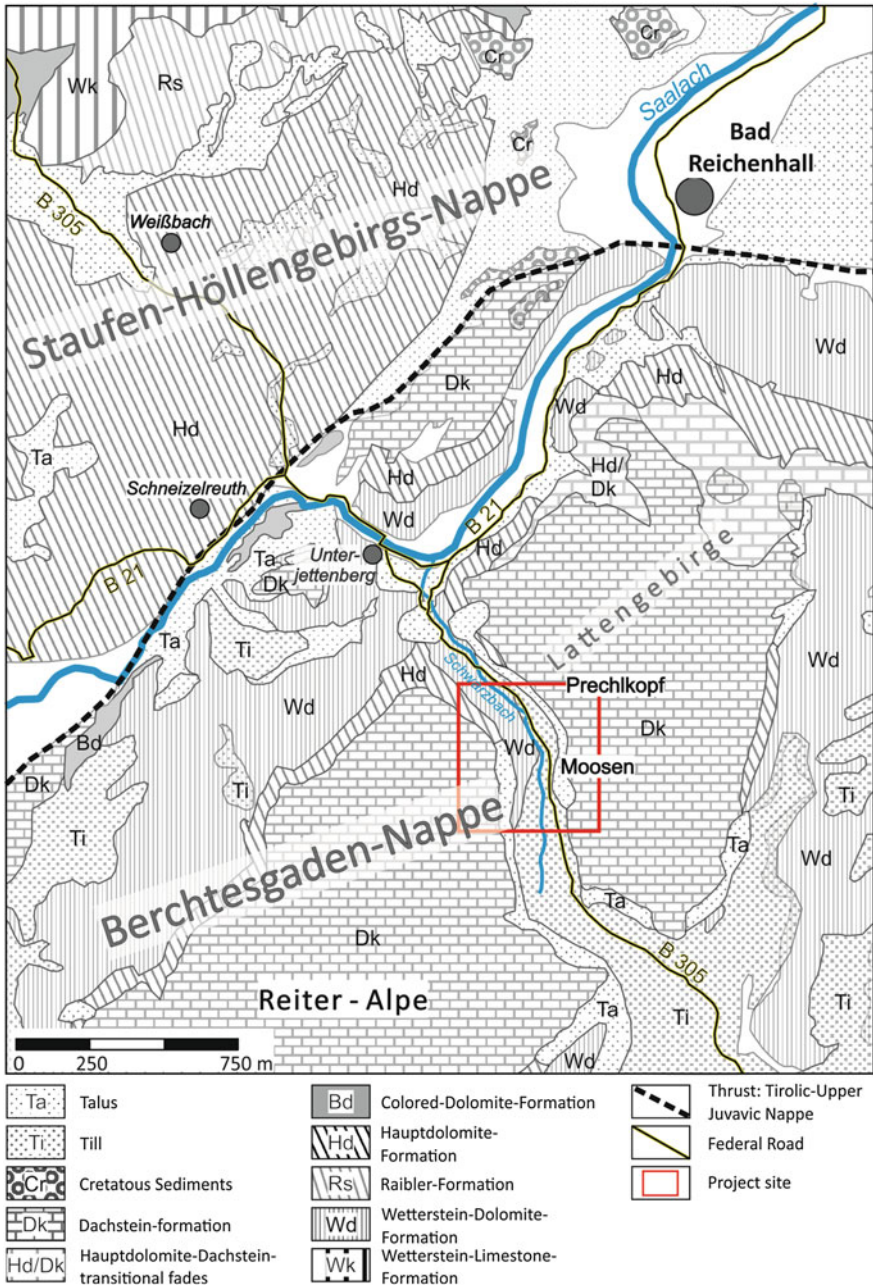 Wk
Rs
Cr
Cr
Saalach
Bad
Reichenhall
Cr
Hd
B 305
Weißbach
Staufen-Höllengebirgs-Nappe
Wd
Dk
Hd
Wd
Hd
Ta
Hd
Hd/
Dk
Schneizelreuth
Wd
B 21
Hd
Ta
Unter-
jettenberg
Dk
B 21
Lattengebirge
Ta
Ti
Schwarzbach
Hd
Wd
Prechlkopf
Wd
Bd
Wd
Dk
Dk
Moosen
Ti
Ti
Ti
Ta
Wd
Berchtesgaden-Nappe
Dk
Ta
B 305
Reiter - Alpe
Ta
Ti
Ti
Wd
0 250 750 m
Ta Talus
Ti Till
Cr Cretatous Sediments
Dk Dachstein-formation
Hd/Dk Hauptdolomite-Dachstein-
transitional fades
Bd Colored-Dolomite-Formation
Hd Hauptdolomite-
Formation
Rs Raibler-Formation
Wd Wetterstein-Dolomite-
Formation
Wk Wetterstein-Limestone-
Formation
Thrust: Tirolic-Upper
Juvavic Nappe
Federal Road
Project site